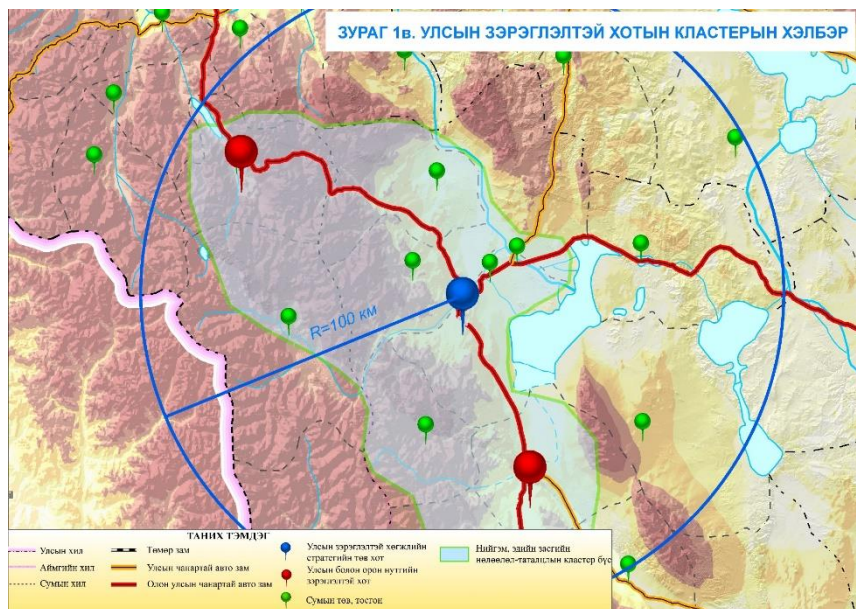 ЗУРАГ 1в. УЛСЫН ЗЭРЭГЛЭЛТЭЙ ХОТЫН КЛАСТЕРЫН ХЭЛБЭР
R=100 км
ТАНИХ ТЭМДЭГ
Улсын хил
Аймгийн хил
Сумын хил
Төмөр зам
Улсын чанартай авто зам
Олон улсын чанартай авто зам
Улсын зэрэглэлтэй хөгжлийн
стратегийн төв хот
Улсын болон орон нутгийн
зэрэглэлтэй хот
Сумын төв, тосгон
Нийгэм, эдийн засгийн
нөлөөлөл-таталцлын кластер бүс